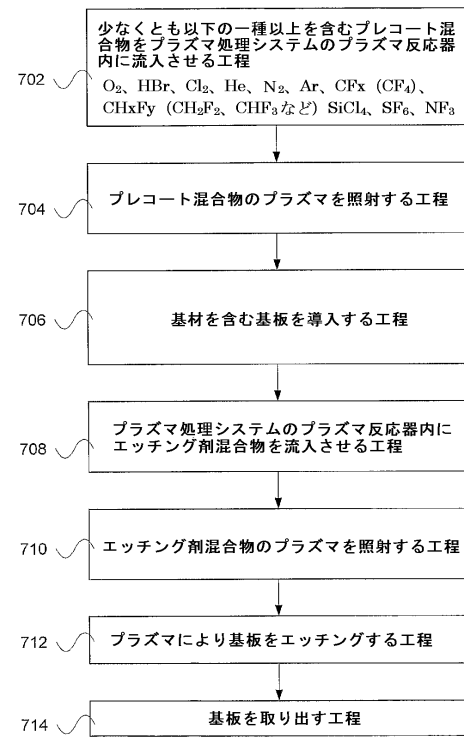 少なくとも以下の一種以上を含むプレコート混
合物をプラズマ処理システムのプラズマ反応器
内に流入させる工程
O₂、HBr、Cl₂、He、N₂、Ar、CFx（CF₄）、
CHxFy（CH₂F₂、CHF₃など）SiCl₄、SF₆、NF₃
702
プレコート混合物のプラズマを照射する工程
704
基材を含む基板を導入する工程
706
プラズマ処理システムのプラズマ反応器内に
エッチング剤混合物を流入させる工程
708
エッチング剤混合物のプラズマを照射する工程
710
プラズマにより基板をエッチングする工程
712
基板を取り出す工程
714